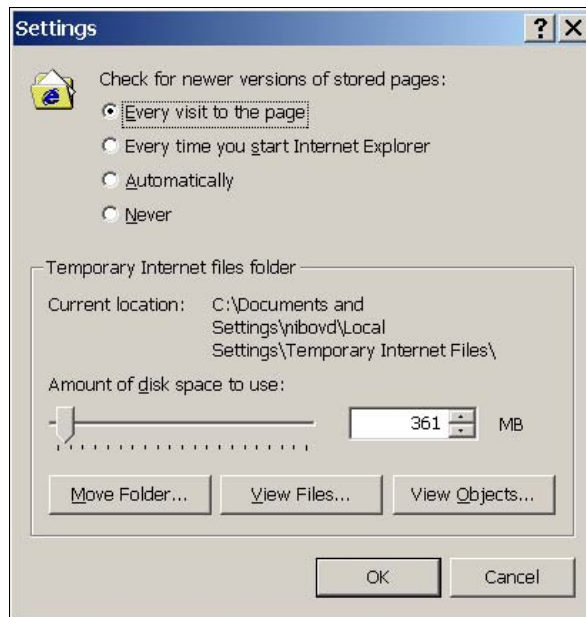 Settings
Check for newer versions of stored pages:
Every visit to the page
Every time you start Internet Explorer
Automatically
Never
Temporary Internet files folder
Current location: C:\Documents and
Settings\nibovd\Local
Settings\Temporary Internet Files\
Amount of disk space to use:
361 MB
Move Folder... View Files... View Objects...
OK Cancel